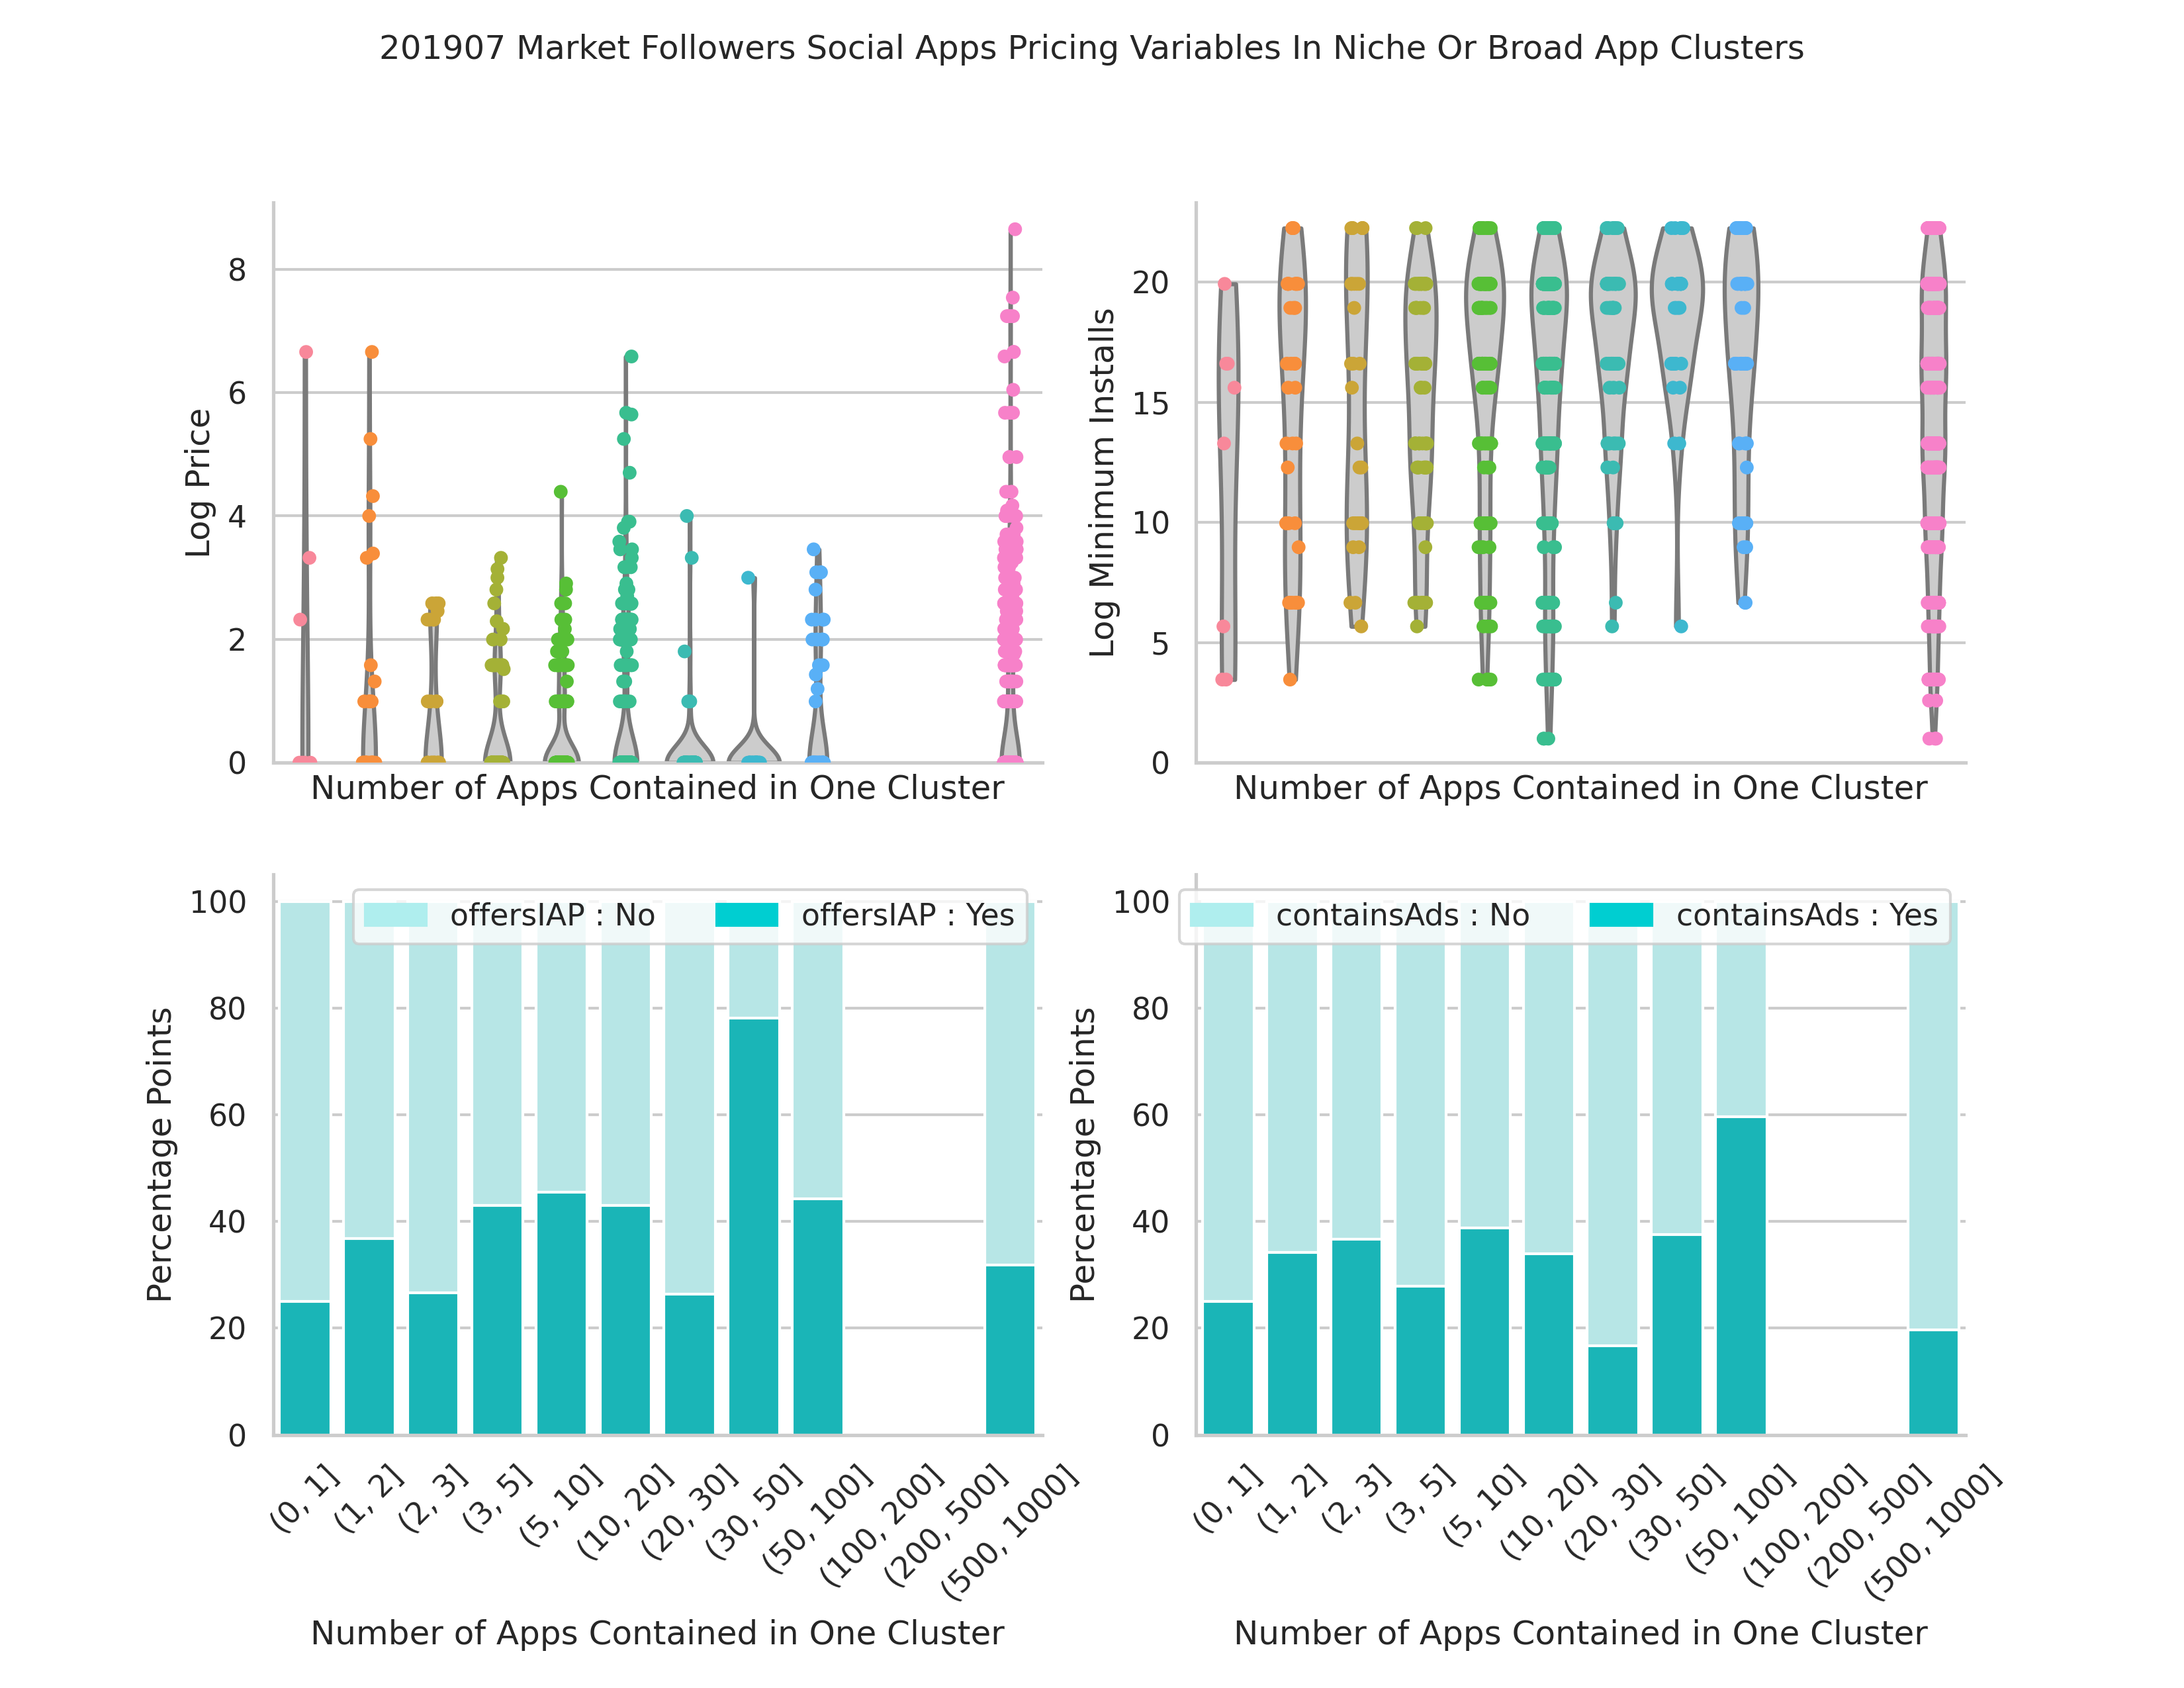 201907 Market Followers Social Apps Pricing Variables In Niche Or Broad App Clusters
Log Price
8
6
4
2
0
Number of Apps Contained in One Cluster
Log Minimum Installs
20
15
10
5
0
Number of Apps Contained in One Cluster
Percentage Points
100
80
60
40
20
0
offersIAP : No offersIAP : Yes
(0, 1] (1, 2] (2, 3] (3, 5] (5, 10] (10, 20] (20, 30] (30, 50] (50, 100] (100, 200] (200, 500] (500, 1000]
Number of Apps Contained in One Cluster
Percentage Points
100
80
60
40
20
0
containsAds : No containsAds : Yes
(0, 1] (1, 2] (2, 3] (3, 5] (5, 10] (10, 20] (20, 30] (30, 50] (50, 100] (100, 200] (200, 500] (500, 1000]
Number of Apps Contained in One Cluster